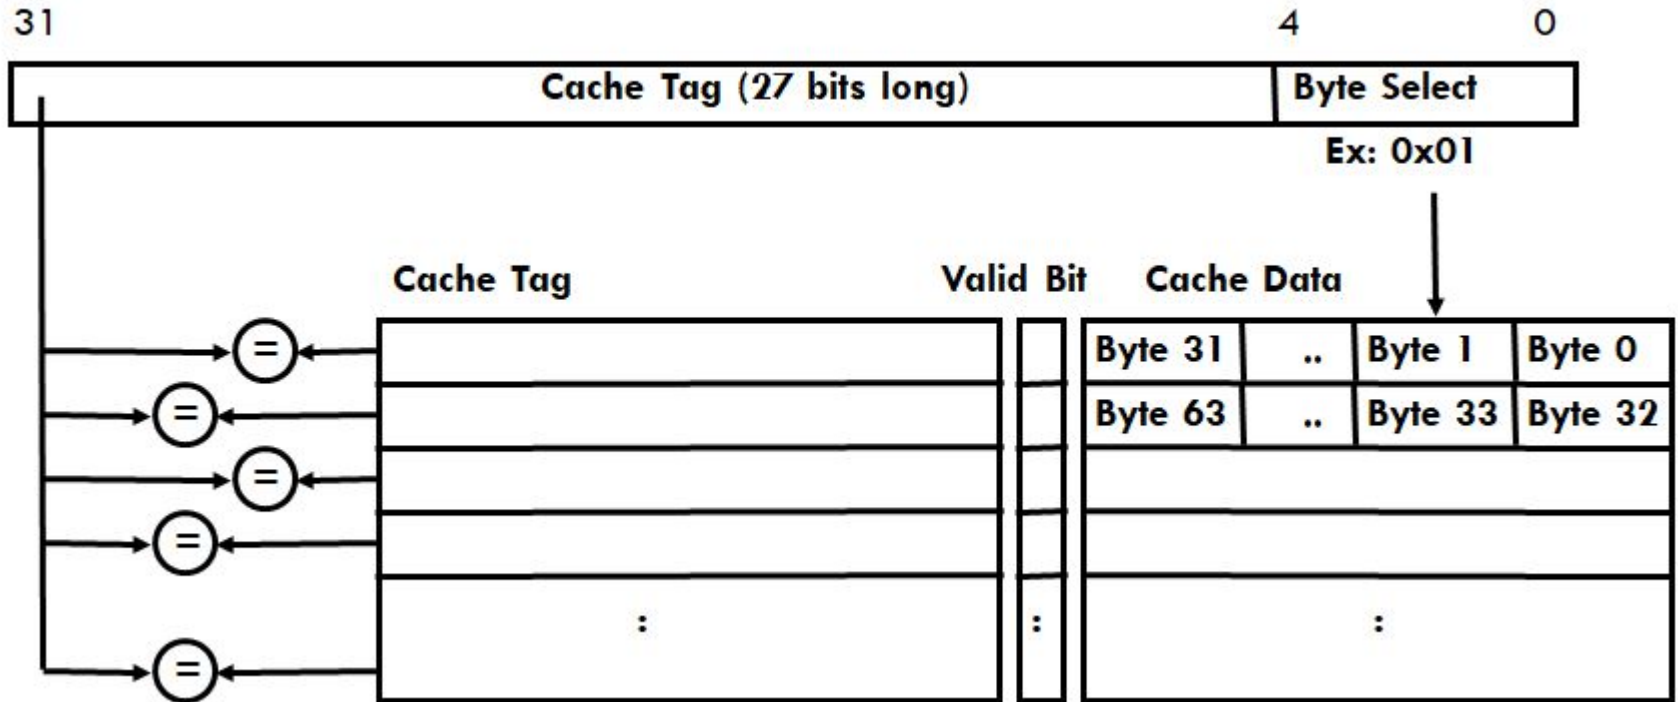 31 4 0
Cache Tag (27 bits long) Byte Select
Ex: 0x01
Cache Tag Valid Bit Cache Data
= Byte 31 .. Byte 1 Byte 0
= Byte 63 .. Byte 33 Byte 32
=
=
: : :
=